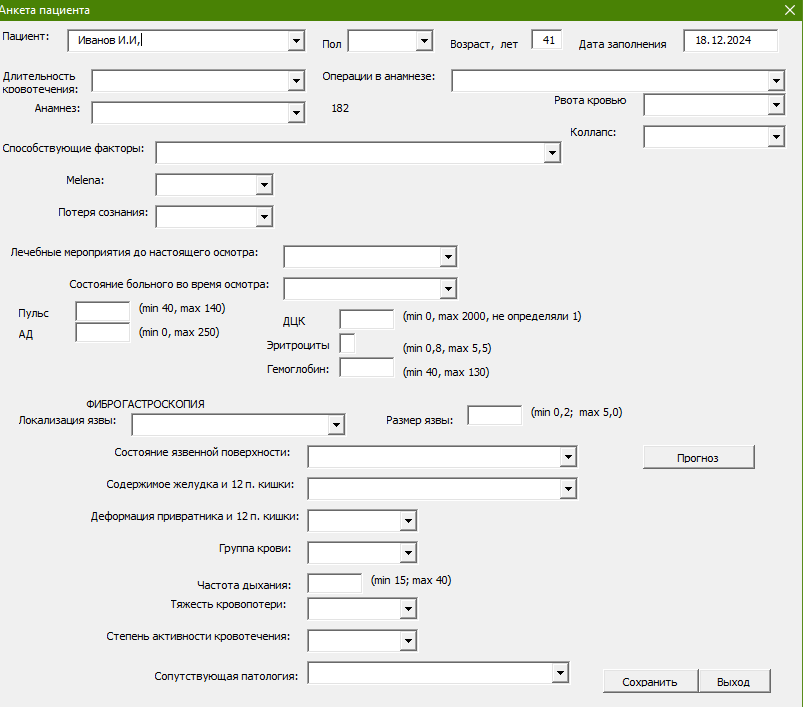 Анкета пациента
Пациент: Иванов И.И, Пол Возраст, лет 41 Дата заполнения 18.12.2024
Длительность кровотечения: Операции в анамнезе:
Анамнез: 182 Рвота кровью
Коллапс:
Способствующие факторы:
Melena:
Потеря сознания:
Лечебные мероприятия до настоящего осмотра:
Состояние больного во время осмотра:
Пульс (min 40, max 140) ДЦК (min 0, max 2000, не определяли 1)
АД (min 0, max 250)
Эритроциты (min 0,8, max 5,5)
Гемоглобин: (min 40, max 130)
ФИБРОГАСТРОСКОПИЯ
Локализация язвы: Размер язвы: (min 0,2; max 5,0)
Состояние язвенной поверхности: Прогноз
Содержимое желудка и 12 п. кишки:
Деформация привратника и 12 п. кишки:
Группа крови:
Частота дыхания: (min 15; max 40)
Тяжесть кровопотери:
Степень активности кровотечения:
Сопутствующая патология: Сохранить Выход